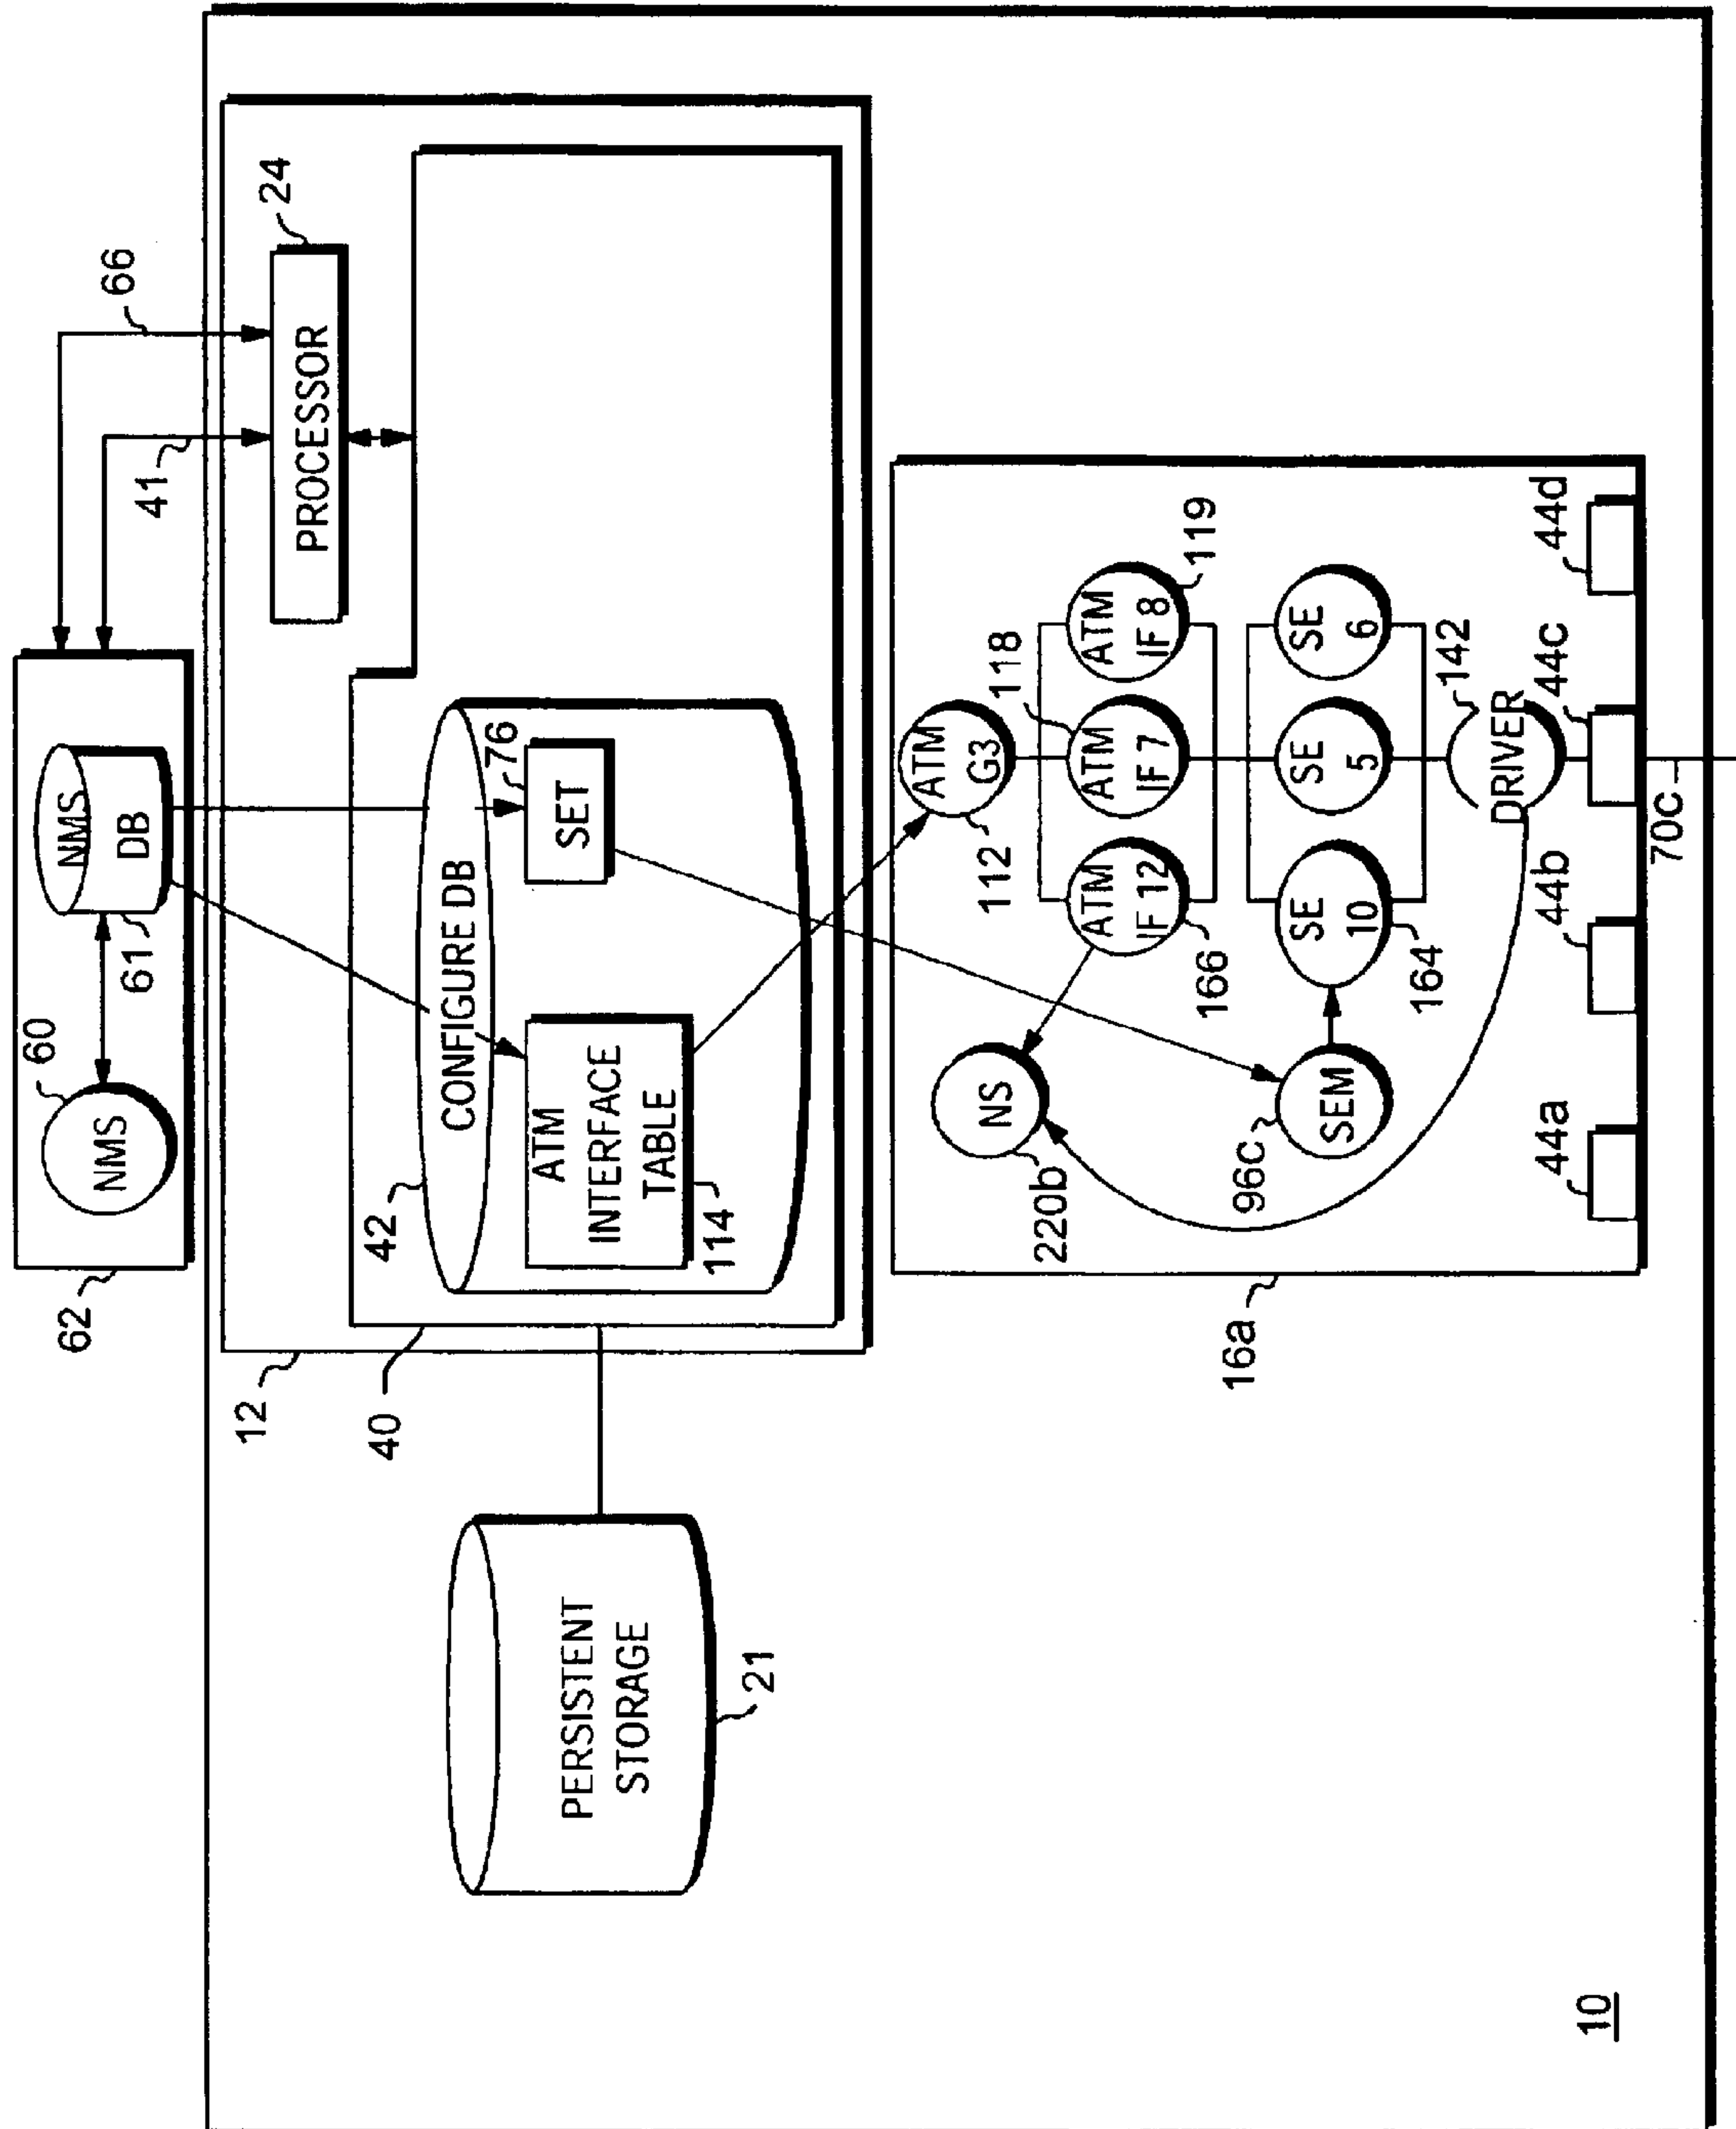 62
60
NMS
61
NMS
DB
41
66
12
40
42
CONFIGURE DB
ATM
INTERFACE
TABLE
114
76
SET
PROCESSOR
24
PERSISTENT
STORAGE
21
16a
220b
NS
112
ATM
G3
166
ATM
IF 12
118
ATM
IF 7
ATM
IF 8
119
96c
SEM
164
SE
10
SE
5
SE
6
142
DRIVER
44a
44b
44c
44d
70c
10